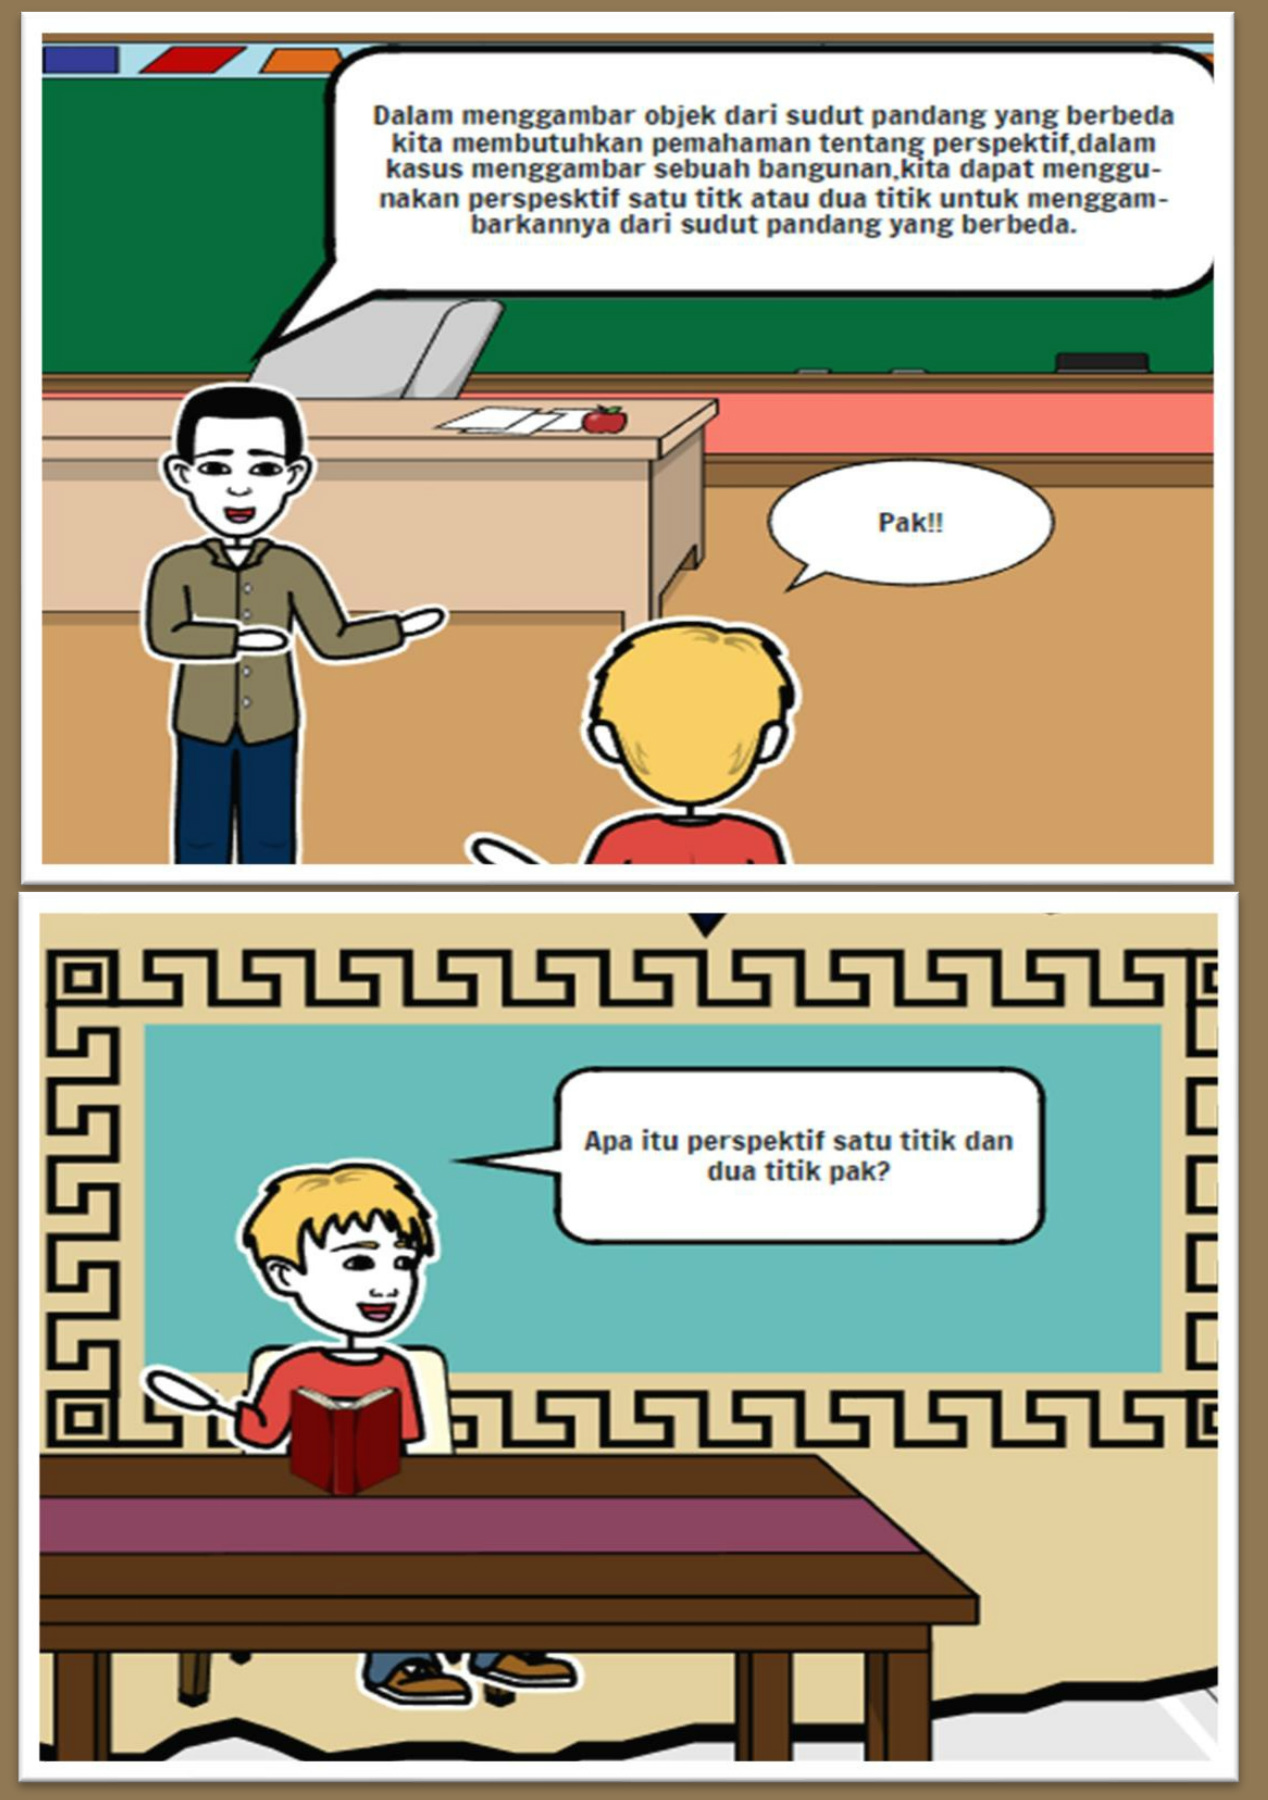 Dalam menggambar objek dari sudut pandang yang berbeda
kita membutuhkan pemahaman tentang perspektif,dalam
kasus menggambar sebuah bangunan,kita dapat menggu-
nakan perspesktif satu titk atau dua titik untuk menggam-
barkannya dari sudut pandang yang berbeda.
Pak!!
Apa itu perspektif satu titik dan
dua titik pak?